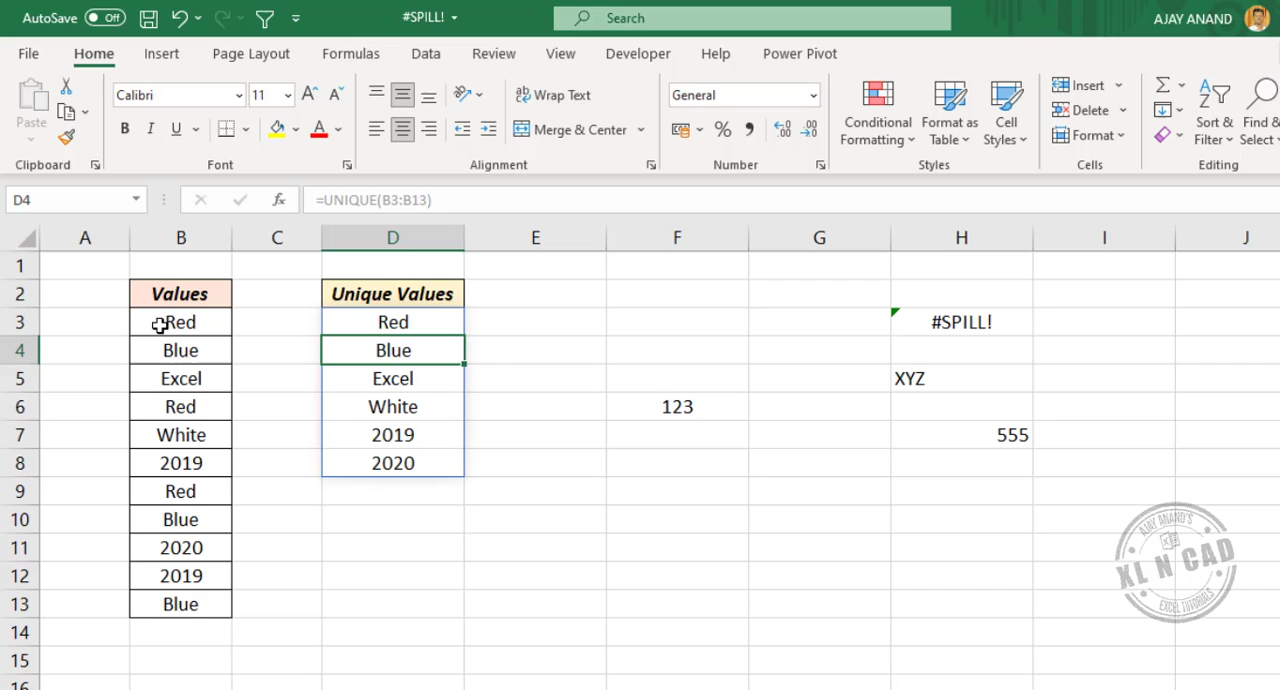 AutoSave Off #SPILL! Search AJAY ANAND
File Home Insert Page Layout Formulas Data Review View Developer Help Power Pivot
Paste Calibri 11 A A ab Wrap Text General Conditional Formatting Format as Table Cell Styles Insert Sort & Filter Find & Select
B I U A Merge & Center % Delete
Format
Clipboard Font Alignment Number Styles Cells Editing
D4 fx =UNIQUE(B3:B13)
A B C D E F G H I J
1
2 Values Unique Values
3 Red Red #SPILL!
4 Blue Blue
5 Excel Excel XYZ
6 Red White 123
7 White 2019 555
8 2019 2020
9 Red
10 Blue
11 2020
12 2019
13 Blue
14
15
16
AJAY ANAND'S
XL N CAD
EXCEL TUTORIALS